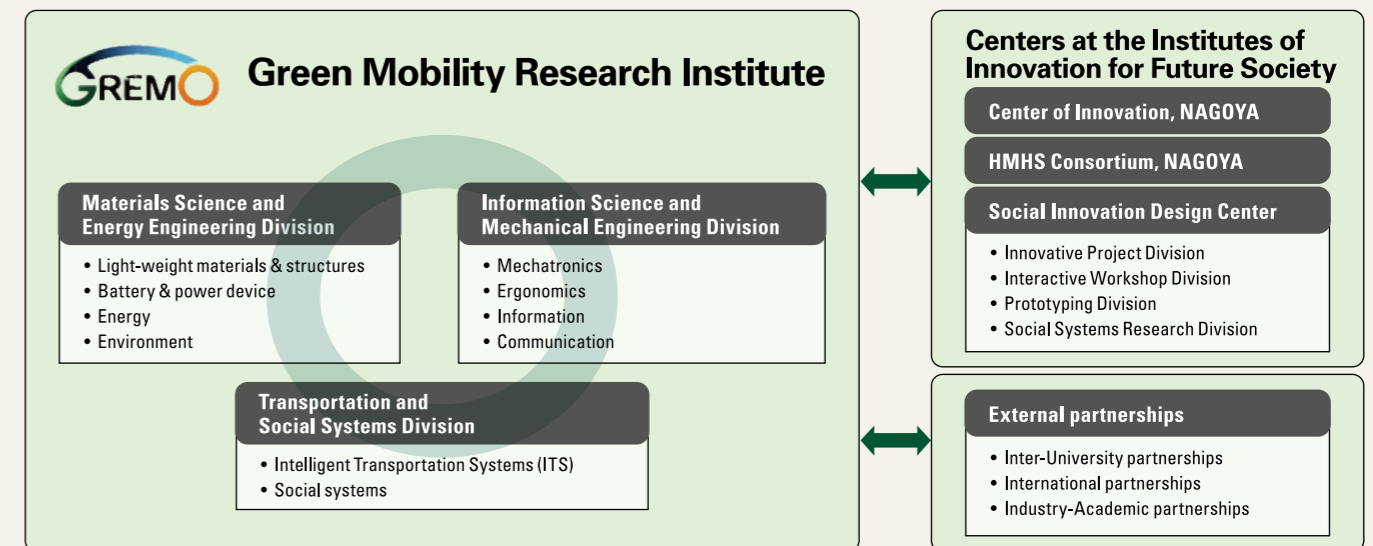 GREMO
Green Mobility Research Institute
Materials Science and
Energy Engineering Division
• Light-weight materials & structures
• Battery & power device
• Energy
• Environment
Information Science and
Mechanical Engineering Division
• Mechatronics
• Ergonomics
• Information
• Communication
Transportation and
Social Systems Division
• Intelligent Transportation Systems (ITS)
• Social systems
Centers at the Institutes of
Innovation for Future Society
Center of Innovation, NAGOYA
HMHS Consortium, NAGOYA
Social Innovation Design Center
• Innovative Project Division
• Interactive Workshop Division
• Prototyping Division
• Social Systems Research Division
External partnerships
• Inter-University partnerships
• International partnerships
• Industry-Academic partnerships